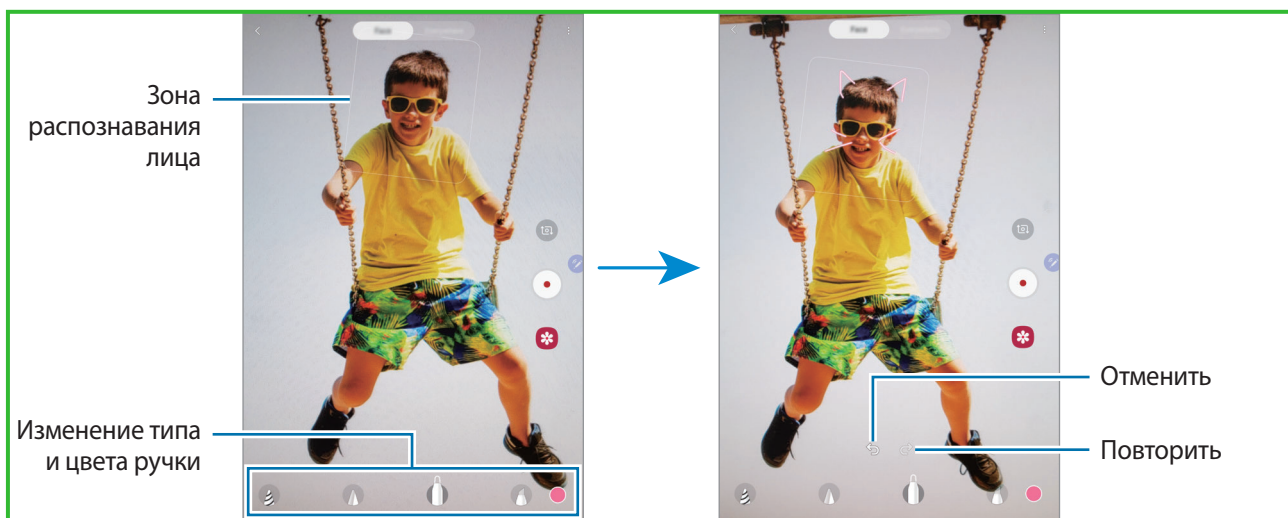 Зона
распознавания
лица
Изменение типа
и цвета ручки
Отменить
Повторить